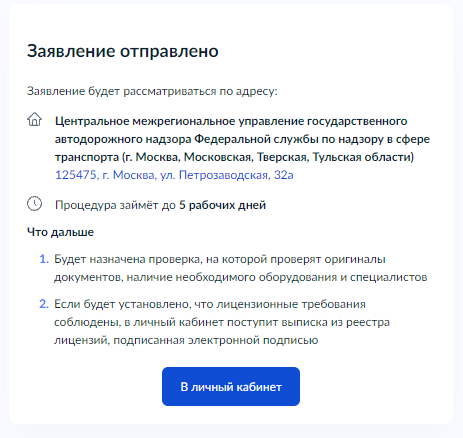 Заявление отправлено
Заявление будет рассматриваться по адресу:
Центральное межрегиональное управление государственного
автодорожного надзора Федеральной службы по надзору в сфере
транспорта (г. Москва, Московская, Тверская, Тульская области)
125475, г. Москва, ул. Петрозаводская, 32а
Процедура займёт до 5 рабочих дней
Что дальше
1. Будет назначена проверка, на которой проверят оригиналы
документов, наличие необходимого оборудования и специалистов
2. Если будет установлено, что лицензионные требования
соблюдены, в личный кабинет поступит выписка из реестра
лицензий, подписанная электронной подписью
В личный кабинет